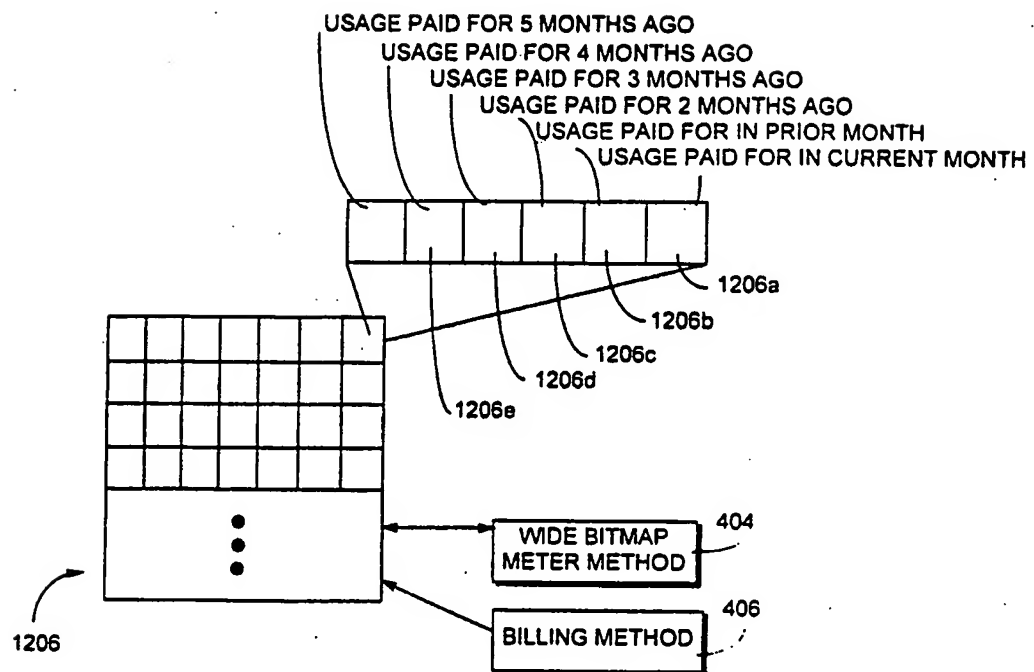 USAGE PAID FOR 5 MONTHS AGO
USAGE PAID FOR 4 MONTHS AGO
USAGE PAID FOR 3 MONTHS AGO
USAGE PAID FOR 2 MONTHS AGO
USAGE PAID FOR IN PRIOR MONTH
USAGE PAID FOR IN CURRENT MONTH
1206a
1206b
1206c
1206d
1206e
404
WIDE BITMAP
METER METHOD
406
BILLING METHOD
1206